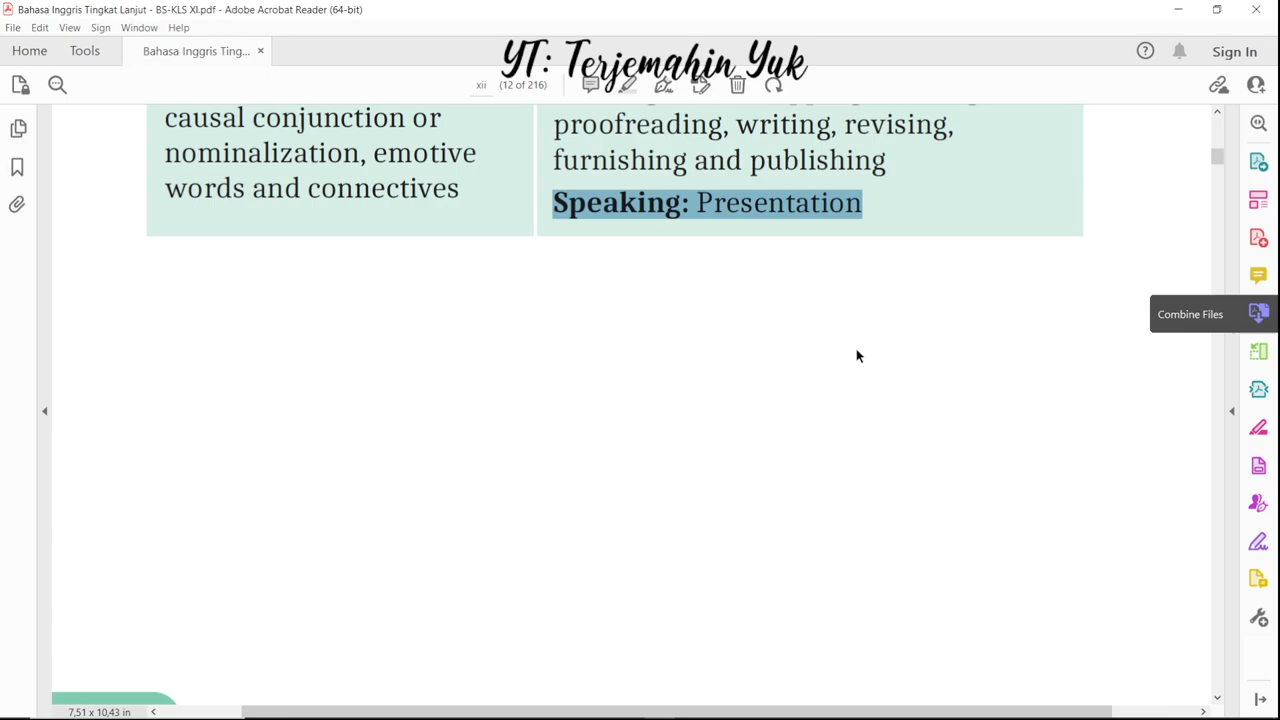 Bahasa Inggris Tingkat Lanjut - BS-KLS XI.pdf - Adobe Acrobat Reader (64-bit)
File Edit View Sign Window Help
Home Tools Bahasa Inggris Ting... × Sign In
YT: Terjemahin Yuk
xii (12 of 216)
causal conjunction or
nominalization, emotive
words and connectives
proofreading, writing, revising,
furnishing and publishing
Speaking: Presentation
Combine Files
7,51 x 10,43 in